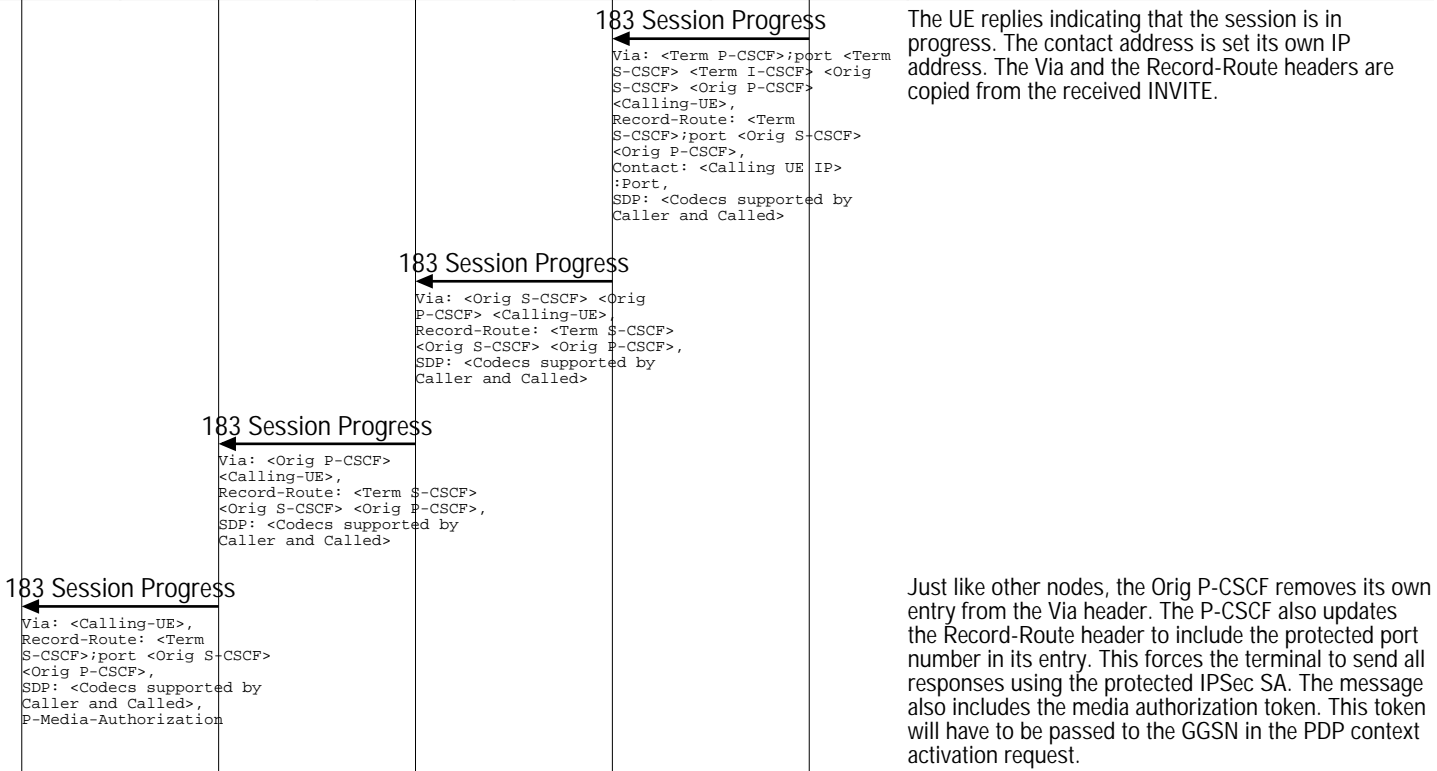 183 Session Progress
Via: <Term P-CSCF>;port <Term
S-CSCF> <Term I-CSCF> <Orig
S-CSCF> <Orig P-CSCF>
<Calling-UE>,
Record-Route: <Term
S-CSCF>;port <Orig S-CSCF>
<Orig P-CSCF>,
Contact: <Calling UE IP>
:Port,
SDP: <Codecs supported by
Caller and Called>
The UE replies indicating that the session is in
progress. The contact address is set its own IP
address. The Via and the Record-Route headers are
copied from the received INVITE.
183 Session Progress
Via: <Orig S-CSCF> <Orig
P-CSCF> <Calling-UE>,
Record-Route: <Term S-CSCF>
<Orig S-CSCF> <Orig P-CSCF>,
SDP: <Codecs supported by
Caller and Called>
183 Session Progress
Via: <Orig P-CSCF>
<Calling-UE>,
Record-Route: <Term S-CSCF>
<Orig S-CSCF> <Orig P-CSCF>,
SDP: <Codecs supported by
Caller and Called>
183 Session Progress
Via: <Calling-UE>,
Record-Route: <Term
S-CSCF>;port <Orig S-CSCF>
<Orig P-CSCF>,
SDP: <Codecs supported by
Caller and Called>,
P-Media-Authorization
Just like other nodes, the Orig P-CSCF removes its own
entry from the Via header. The P-CSCF also updates
the Record-Route header to include the protected port
number in its entry. This forces the terminal to send all
responses using the protected IPSec SA. The message
also includes the media authorization token. This token
will have to be passed to the GGSN in the PDP context
activation request.